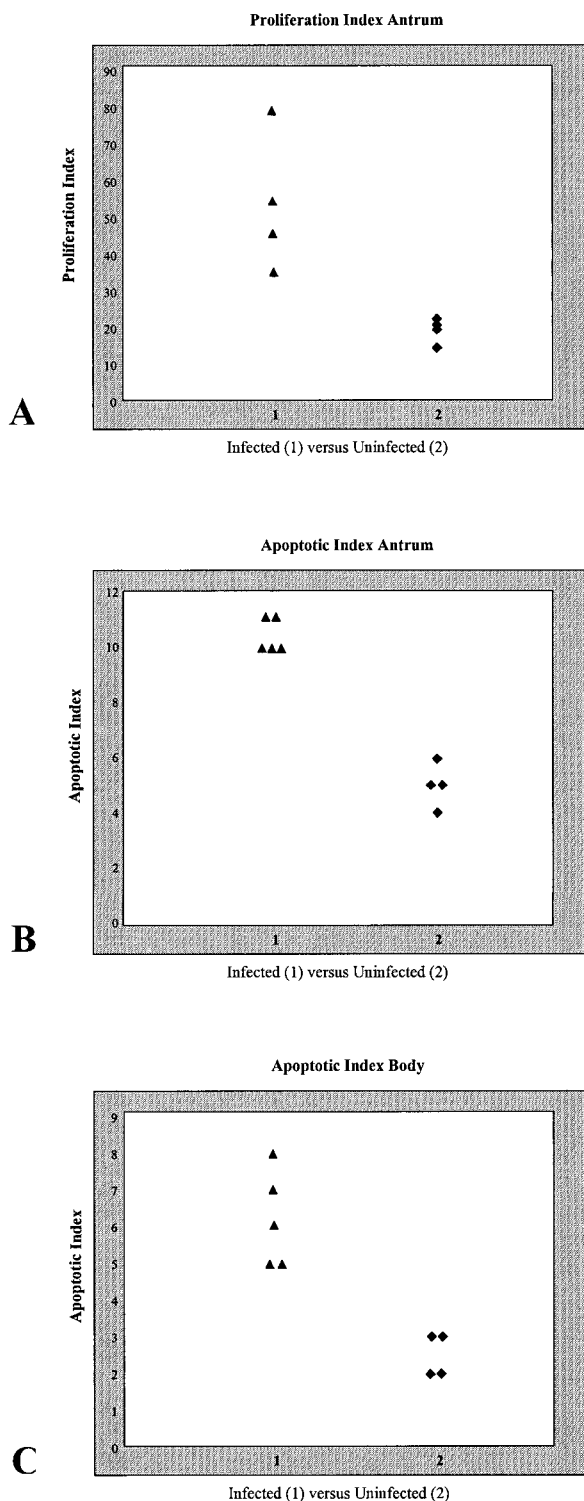 Proliferation Index Antrum
90
80
70
60
50
40
30
20
10
0
Proliferation Index
1 2
A
Infected (1) versus Uninfected (2)
Apoptotic Index Antrum
12
10
8
6
4
2
0
Apoptotic Index
1 2
B
Infected (1) versus Uninfected (2)
Apoptotic Index Body
9
8
7
6
5
4
3
2
1
0
Apoptotic Index
1 2
C
Infected (1) versus Uninfected (2)